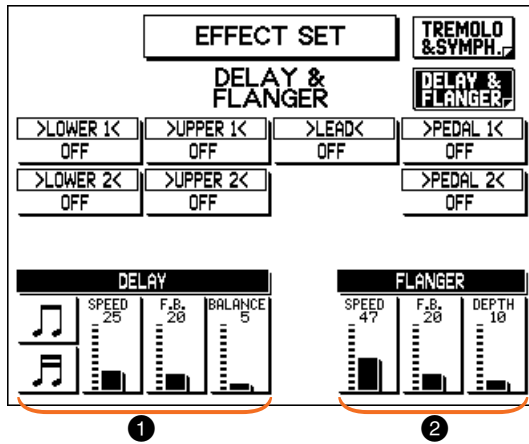 EFFECT SET
TREMOLO
&SYMPH.
DELAY &
FLANGER
DELAY &
FLANGER
>LOWER 1< >UPPER 1< >LEAD< >PEDAL 1<
OFF OFF OFF OFF
>LOWER 2< >UPPER 2< >PEDAL 2<
OFF OFF OFF
DELAY FLANGER
SPEED F.B. BALANCE SPEED F.B. DEPTH
25 20 5 47 20 10
1 2